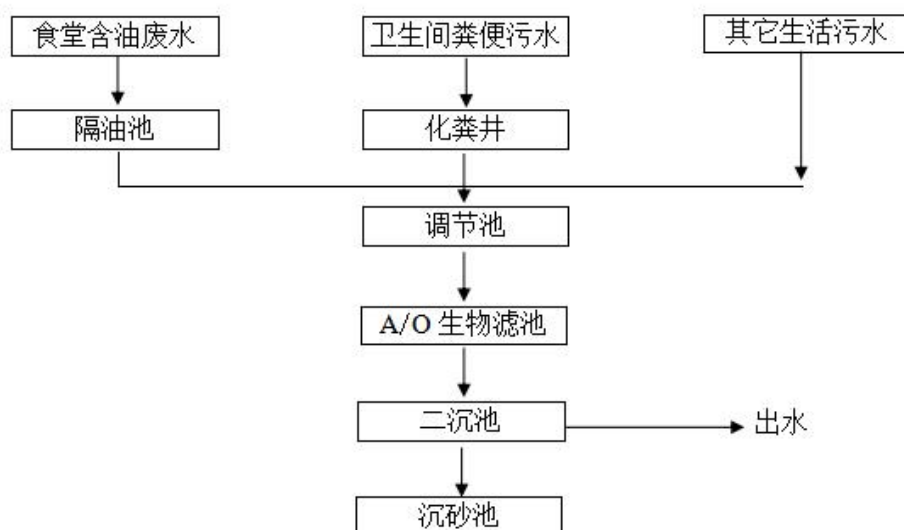 食堂含油废水
卫生间粪便污水
其它生活污水
隔油池
化粪井
调节池
A/O 生物滤池
二沉池
出水
沉砂池